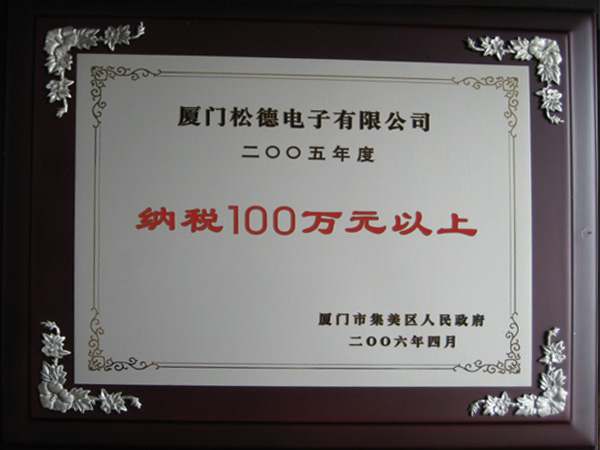 厦门松德电子有限公司
二〇〇五年度
纳税100万元以上
厦门市集美区人民政府
二〇〇六年四月